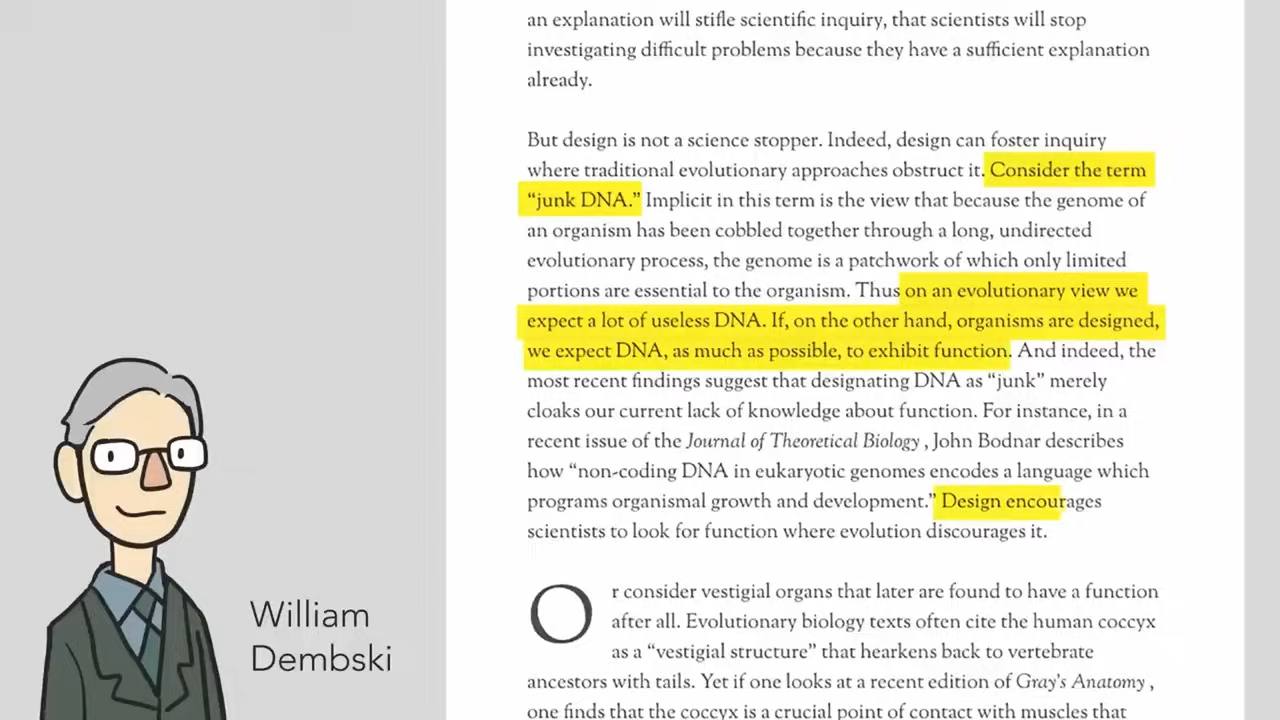 an explanation will stifle scientific inquiry, that scientists will stop
investigating difficult problems because they have a sufficient explanation
already.
But design is not a science stopper. Indeed, design can foster inquiry
where traditional evolutionary approaches obstruct it. Consider the term
“junk DNA.” Implicit in this term is the view that because the genome of
an organism has been cobbled together through a long, undirected
evolutionary process, the genome is a patchwork of which only limited
portions are essential to the organism. Thus on an evolutionary view we
expect a lot of useless DNA. If, on the other hand, organisms are designed,
we expect DNA, as much as possible, to exhibit function. And indeed, the
most recent findings suggest that designating DNA as “junk” merely
cloaks our current lack of knowledge about function. For instance, in a
recent issue of the Journal of Theoretical Biology , John Bodnar describes
how “non-coding DNA in eukaryotic genomes encodes a language which
programs organismal growth and development.” Design encourages
scientists to look for function where evolution discourages it.
Or consider vestigial organs that later are found to have a function
after all. Evolutionary biology texts often cite the human coccyx
as a “vestigial structure” that hearkens back to vertebrate
ancestors with tails. Yet if one looks at a recent edition of Gray’s Anatomy ,
one finds that the coccyx is a crucial point of contact with muscles that
William
Dembski